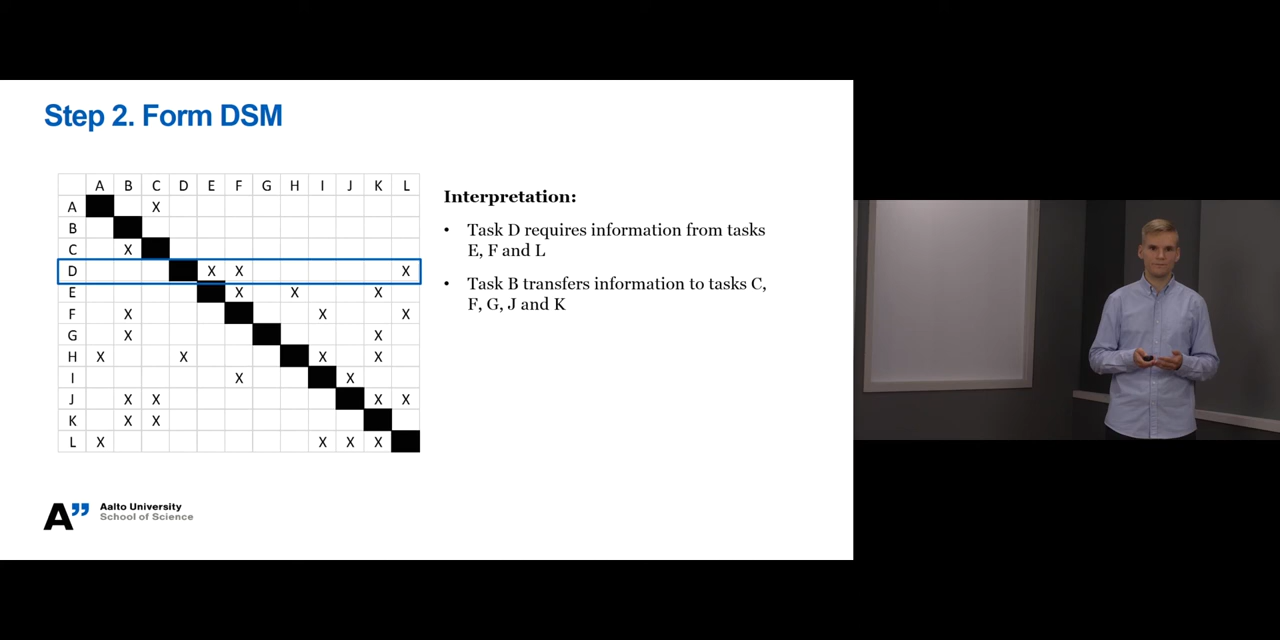 Step 2. Form DSM
A B C D E F G H I J K L
A X
B
C X
D X X X
E X X X
F X X X
G X X
H X X X X
I X X
J X X X X
K X X
L X X X X
Interpretation:
• Task D requires information from tasks
E, F and L
• Task B transfers information to tasks C,
F, G, J and K
A”
Aalto University
School of Science